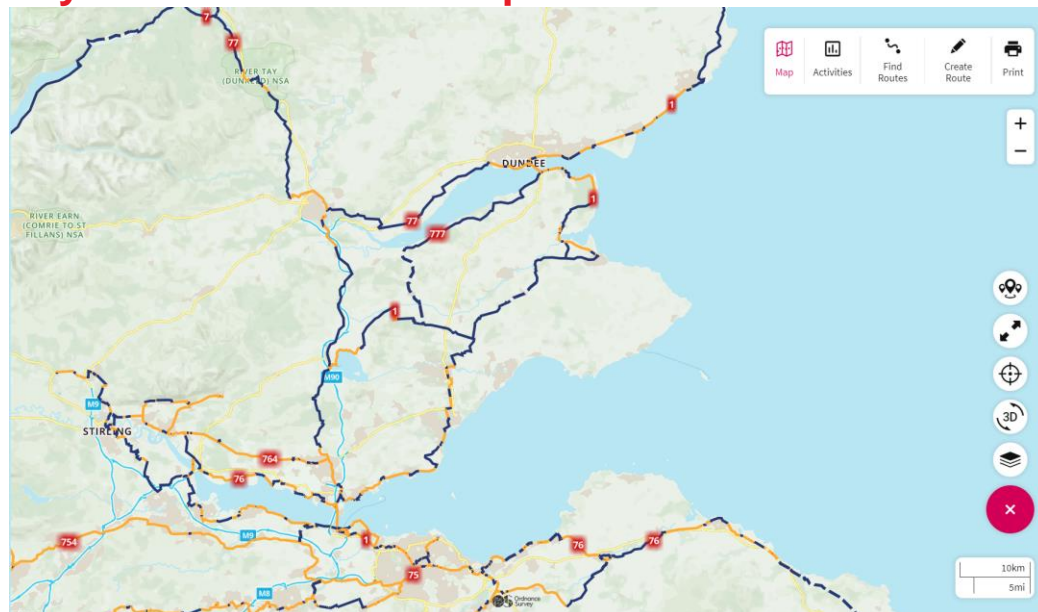 7
77
RIVER TAY
(DUNKELD) NSA
Map
Activities
Find
Routes
Create
Route
Print
1
+
−
DUNDEE
RIVER EARN
(COMRIE TO ST
FILLANS) NSA
1
77
777
1
M90
3D
M9
STIRLING
764
76
×
754
M9
1
76
76
75
M8
Ordnance
Survey
10km
5mi